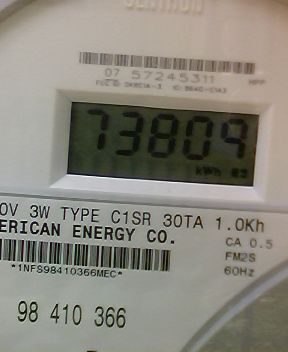 CENTRON
07 57245311
73809
kWh
0V 3W TYPE C1SR 30TA 1.0Kh
ERICAN ENERGY CO.
CA 0.5
FM2S
60Hz
*1NFS98410366MEC*
98 410 366